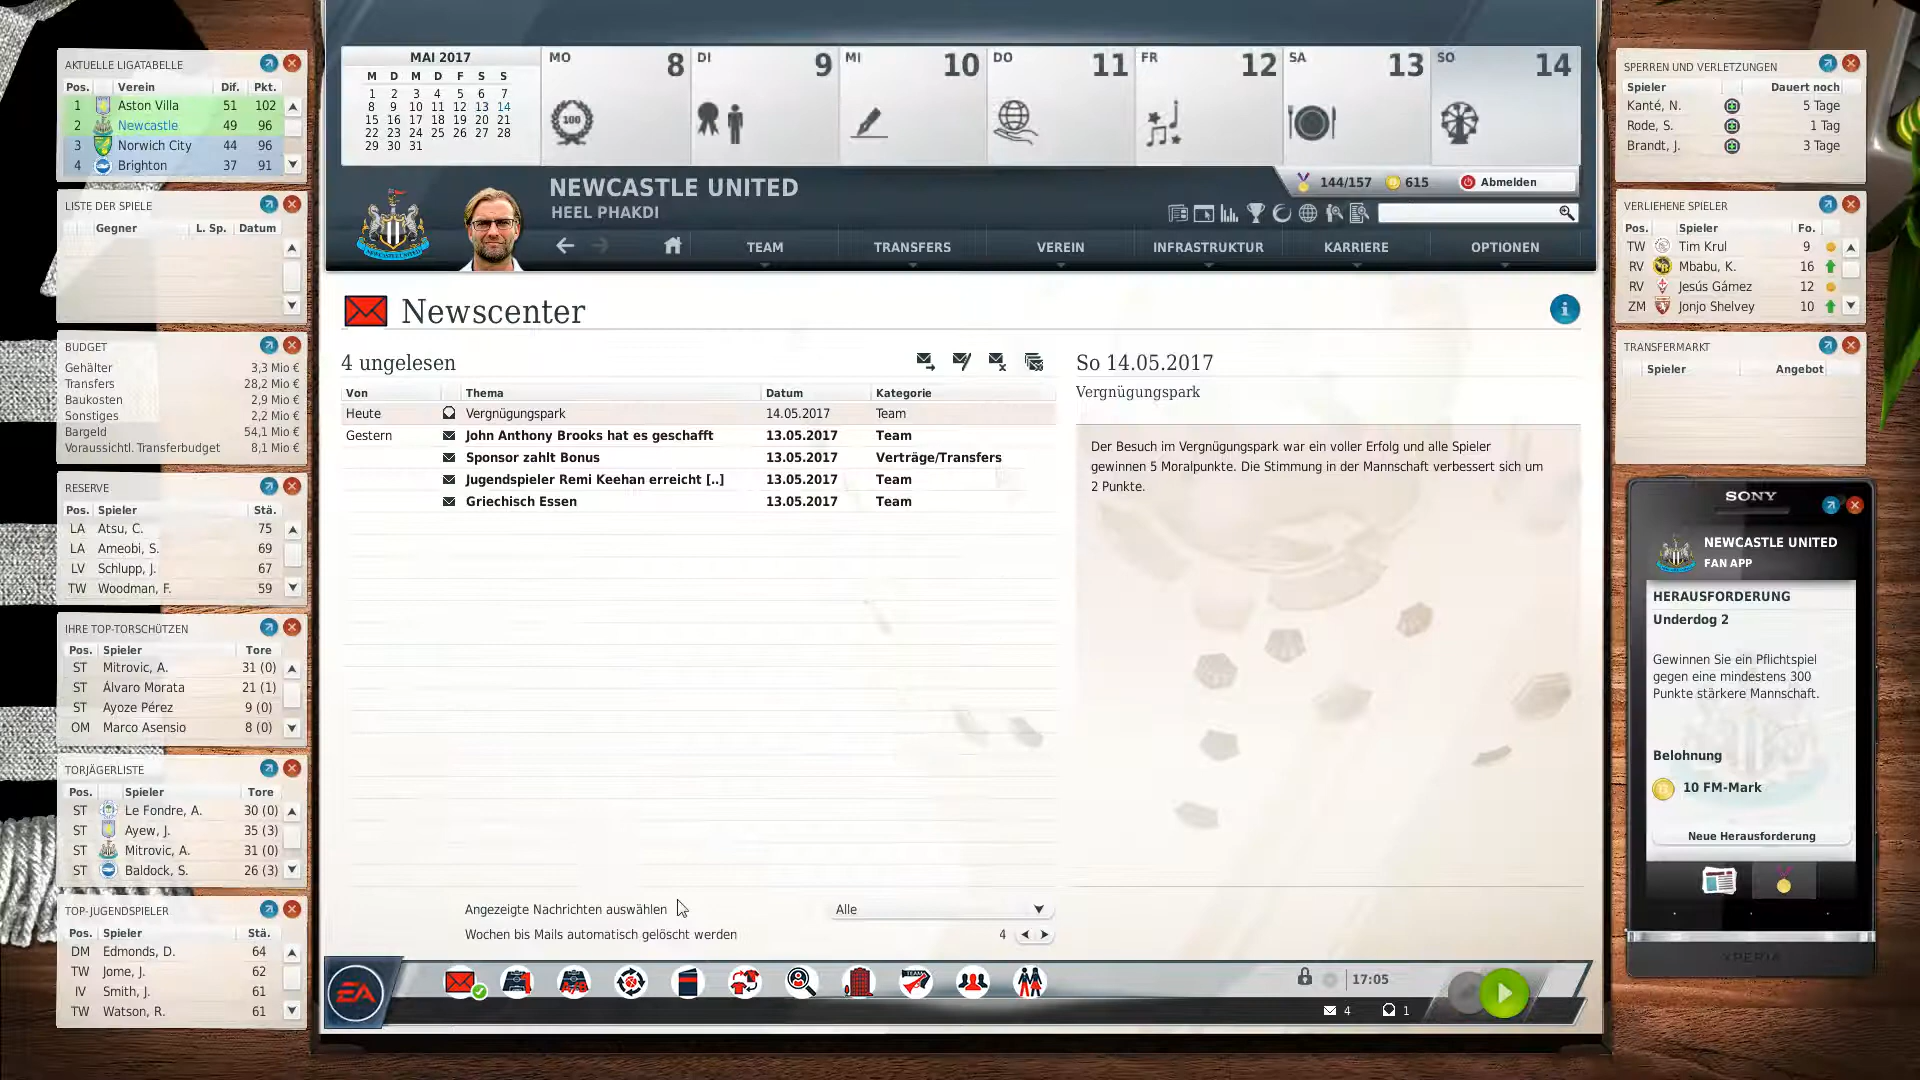 AKTUELLE LIGATABELLE
Pos. Verein Dif. Pkt.
1 Aston Villa 51 102
2 Newcastle 49 96
3 Norwich City 44 96
4 Brighton 37 91
LISTE DER SPIELE
Gegner L. Sp. Datum
BUDGET
Gehälter 3,3 Mio €
Transfers 28,2 Mio €
Baukosten 2,9 Mio €
Sonstiges 2,2 Mio €
Bargeld 54,1 Mio €
Voraussichtl. Transferbudget 8,1 Mio €
RESERVE
Pos. Spieler Stä.
LA Atsu, C. 75
LA Ameobi, S. 69
LV Schlupp, J. 67
TW Woodman, F. 59
IHRE TOP-TORSCHÜTZEN
Pos. Spieler Tore
ST Mitrovic, A. 31 (0)
ST Álvaro Morata 21 (1)
ST Ayoze Pérez 9 (0)
OM Marco Asensio 8 (0)
TORJÄGERLISTE
Pos. Spieler Tore
ST Le Fondre, A. 30 (0)
ST Ayew, J. 35 (3)
ST Mitrovic, A. 31 (0)
ST Baldock, S. 26 (3)
TOP-JUGENDSPIELER
Pos. Spieler Stä.
DM Edmonds, D. 64
TW Jome, J. 62
IV Smith, J. 61
TW Watson, R. 61
MAI 2017
M D M D F S S
1 2 3 4 5 6 7
8 9 10 11 12 13 14
15 16 17 18 19 20 21
22 23 24 25 26 27 28
29 30 31
MO 8 DI 9 MI 10 DO 11 FR 12 SA 13 SO 14
100
NEWCASTLE UNITED
HEEL PHAKDI
144/157 615 Abmelden
TEAM TRANSFERS VEREIN INFRASTRUKTUR KARRIERE OPTIONEN
Newscenter
4 ungelesen
Von Thema Datum Kategorie
Heute Vergnügungspark 14.05.2017 Team
Gestern John Anthony Brooks hat es geschafft 13.05.2017 Team
Sponsor zahlt Bonus 13.05.2017 Verträge/Transfers
Jugendspieler Remi Keehan erreicht [..] 13.05.2017 Team
Griechisch Essen 13.05.2017 Team
So 14.05.2017
Vergnügungspark
Der Besuch im Vergnügungspark war ein voller Erfolg und alle Spieler
gewinnen 5 Moralpunkte. Die Stimmung in der Mannschaft verbessert sich um
2 Punkte.
Angezeigte Nachrichten auswählen Alle
Wochen bis Mails automatisch gelöscht werden 4
EA
A/B
17:05
4 1
SPERREN UND VERLETZUNGEN
Spieler Dauert noch
Kanté, N. 5 Tage
Rode, S. 1 Tag
Brandt, J. 3 Tage
VERLIEHENE SPIELER
Pos. Spieler Fo.
TW Tim Krul 9
RV Mbabu, K. 16
RV Jesús Gámez 12
ZM Jonjo Shelvey 10
TRANSFERMARKT
Spieler Angebot
SONY
NEWCASTLE UNITED
FAN APP
HERAUSFORDERUNG
Underdog 2
Gewinnen Sie ein Pflichtspiel
gegen eine mindestens 300
Punkte stärkere Mannschaft.
Belohnung
10 FM-Mark
Neue Herausforderung
XPERIA